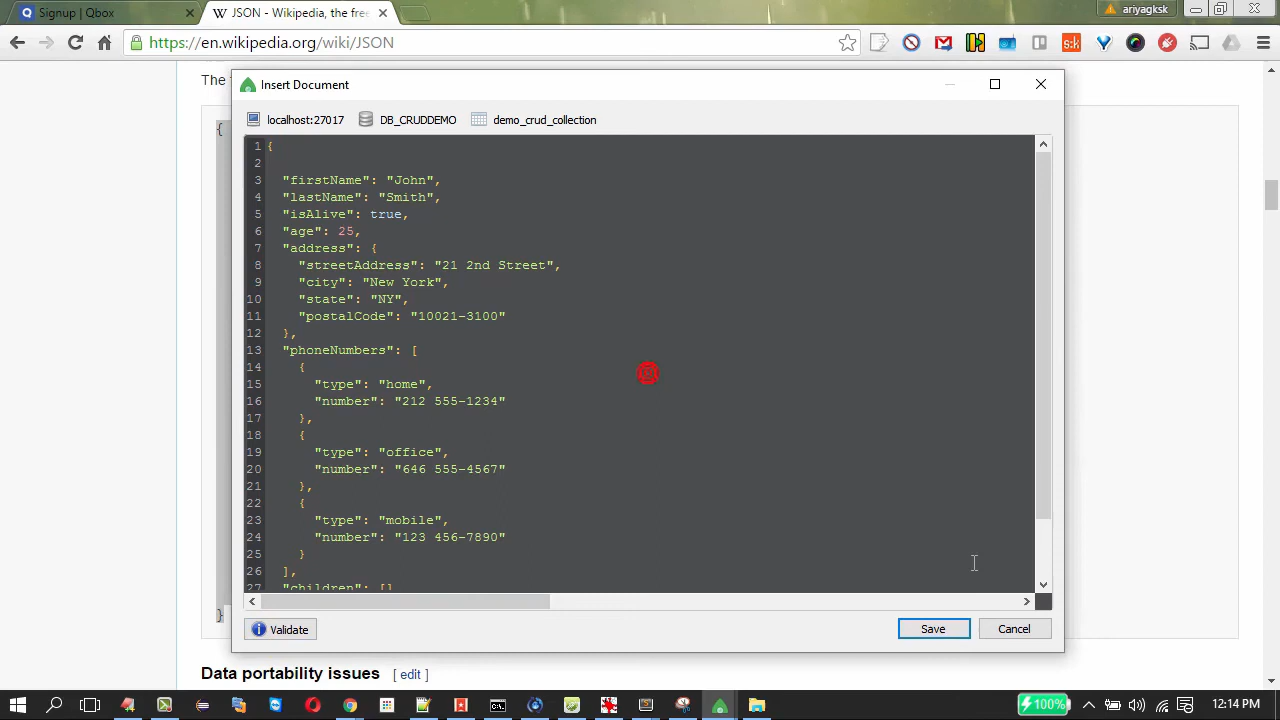 Signup | Qbox
JSON - Wikipedia, the free
ariyagksk
https://en.wikipedia.org/wiki/JSON
The
Insert Document
localhost:27017 DB_CRUDDEMO demo_crud_collection
1 {
2
3 "firstName": "John",
4 "lastName": "Smith",
5 "isAlive": true,
6 "age": 25,
7 "address": {
8 "streetAddress": "21 2nd Street",
9 "city": "New York",
10 "state": "NY",
11 "postalCode": "10021-3100"
12 },
13 "phoneNumbers": [
14 {
15 "type": "home",
16 "number": "212 555-1234"
17 },
18 {
19 "type": "office",
20 "number": "646 555-4567"
21 },
22 {
23 "type": "mobile",
24 "number": "123 456-7890"
25 }
26 ],
27 "children": []
{
}
Validate Save Cancel
Data portability issues [ edit ]
100% 12:14 PM